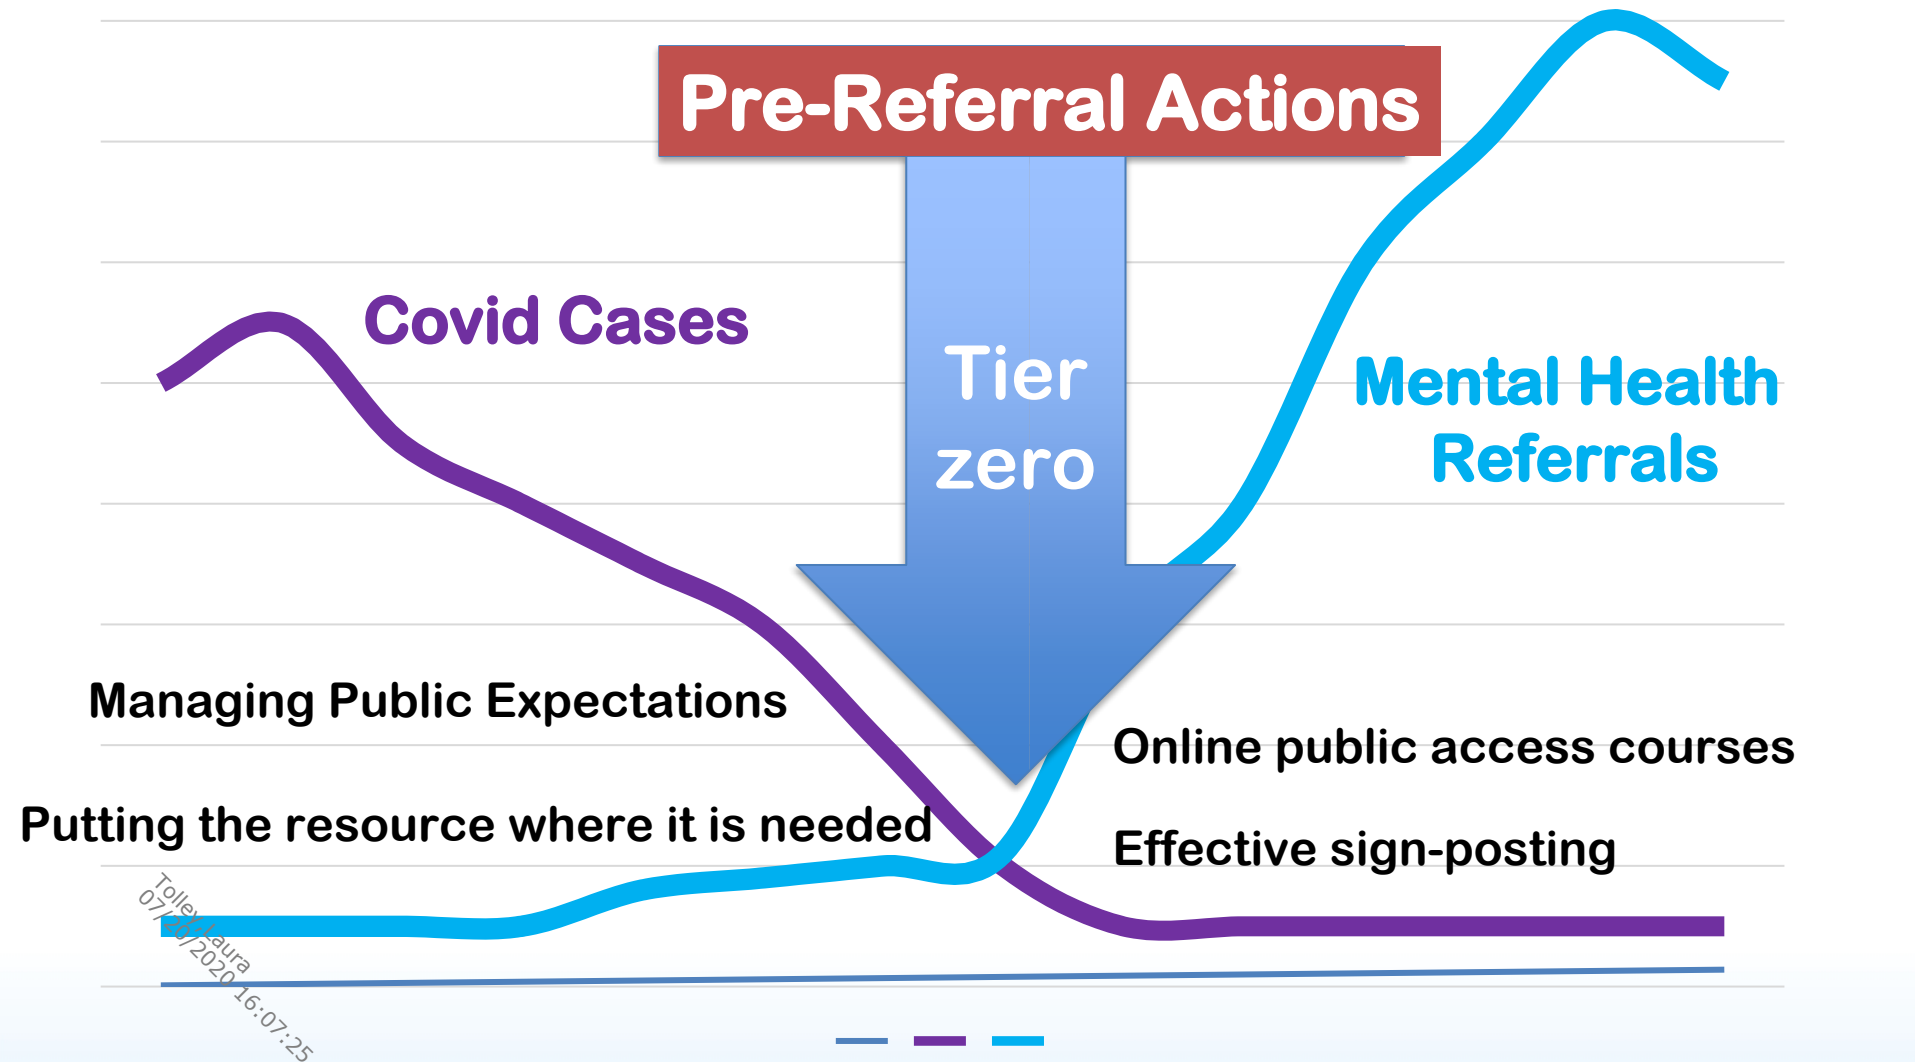 Pre-Referral Actions
Covid Cases
Tier
zero
Mental Health
Referrals
Managing Public Expectations
Online public access courses
Putting the resource where it is needed
Effective sign-posting
Tolley, Laura
07/20/2020 16:07:25